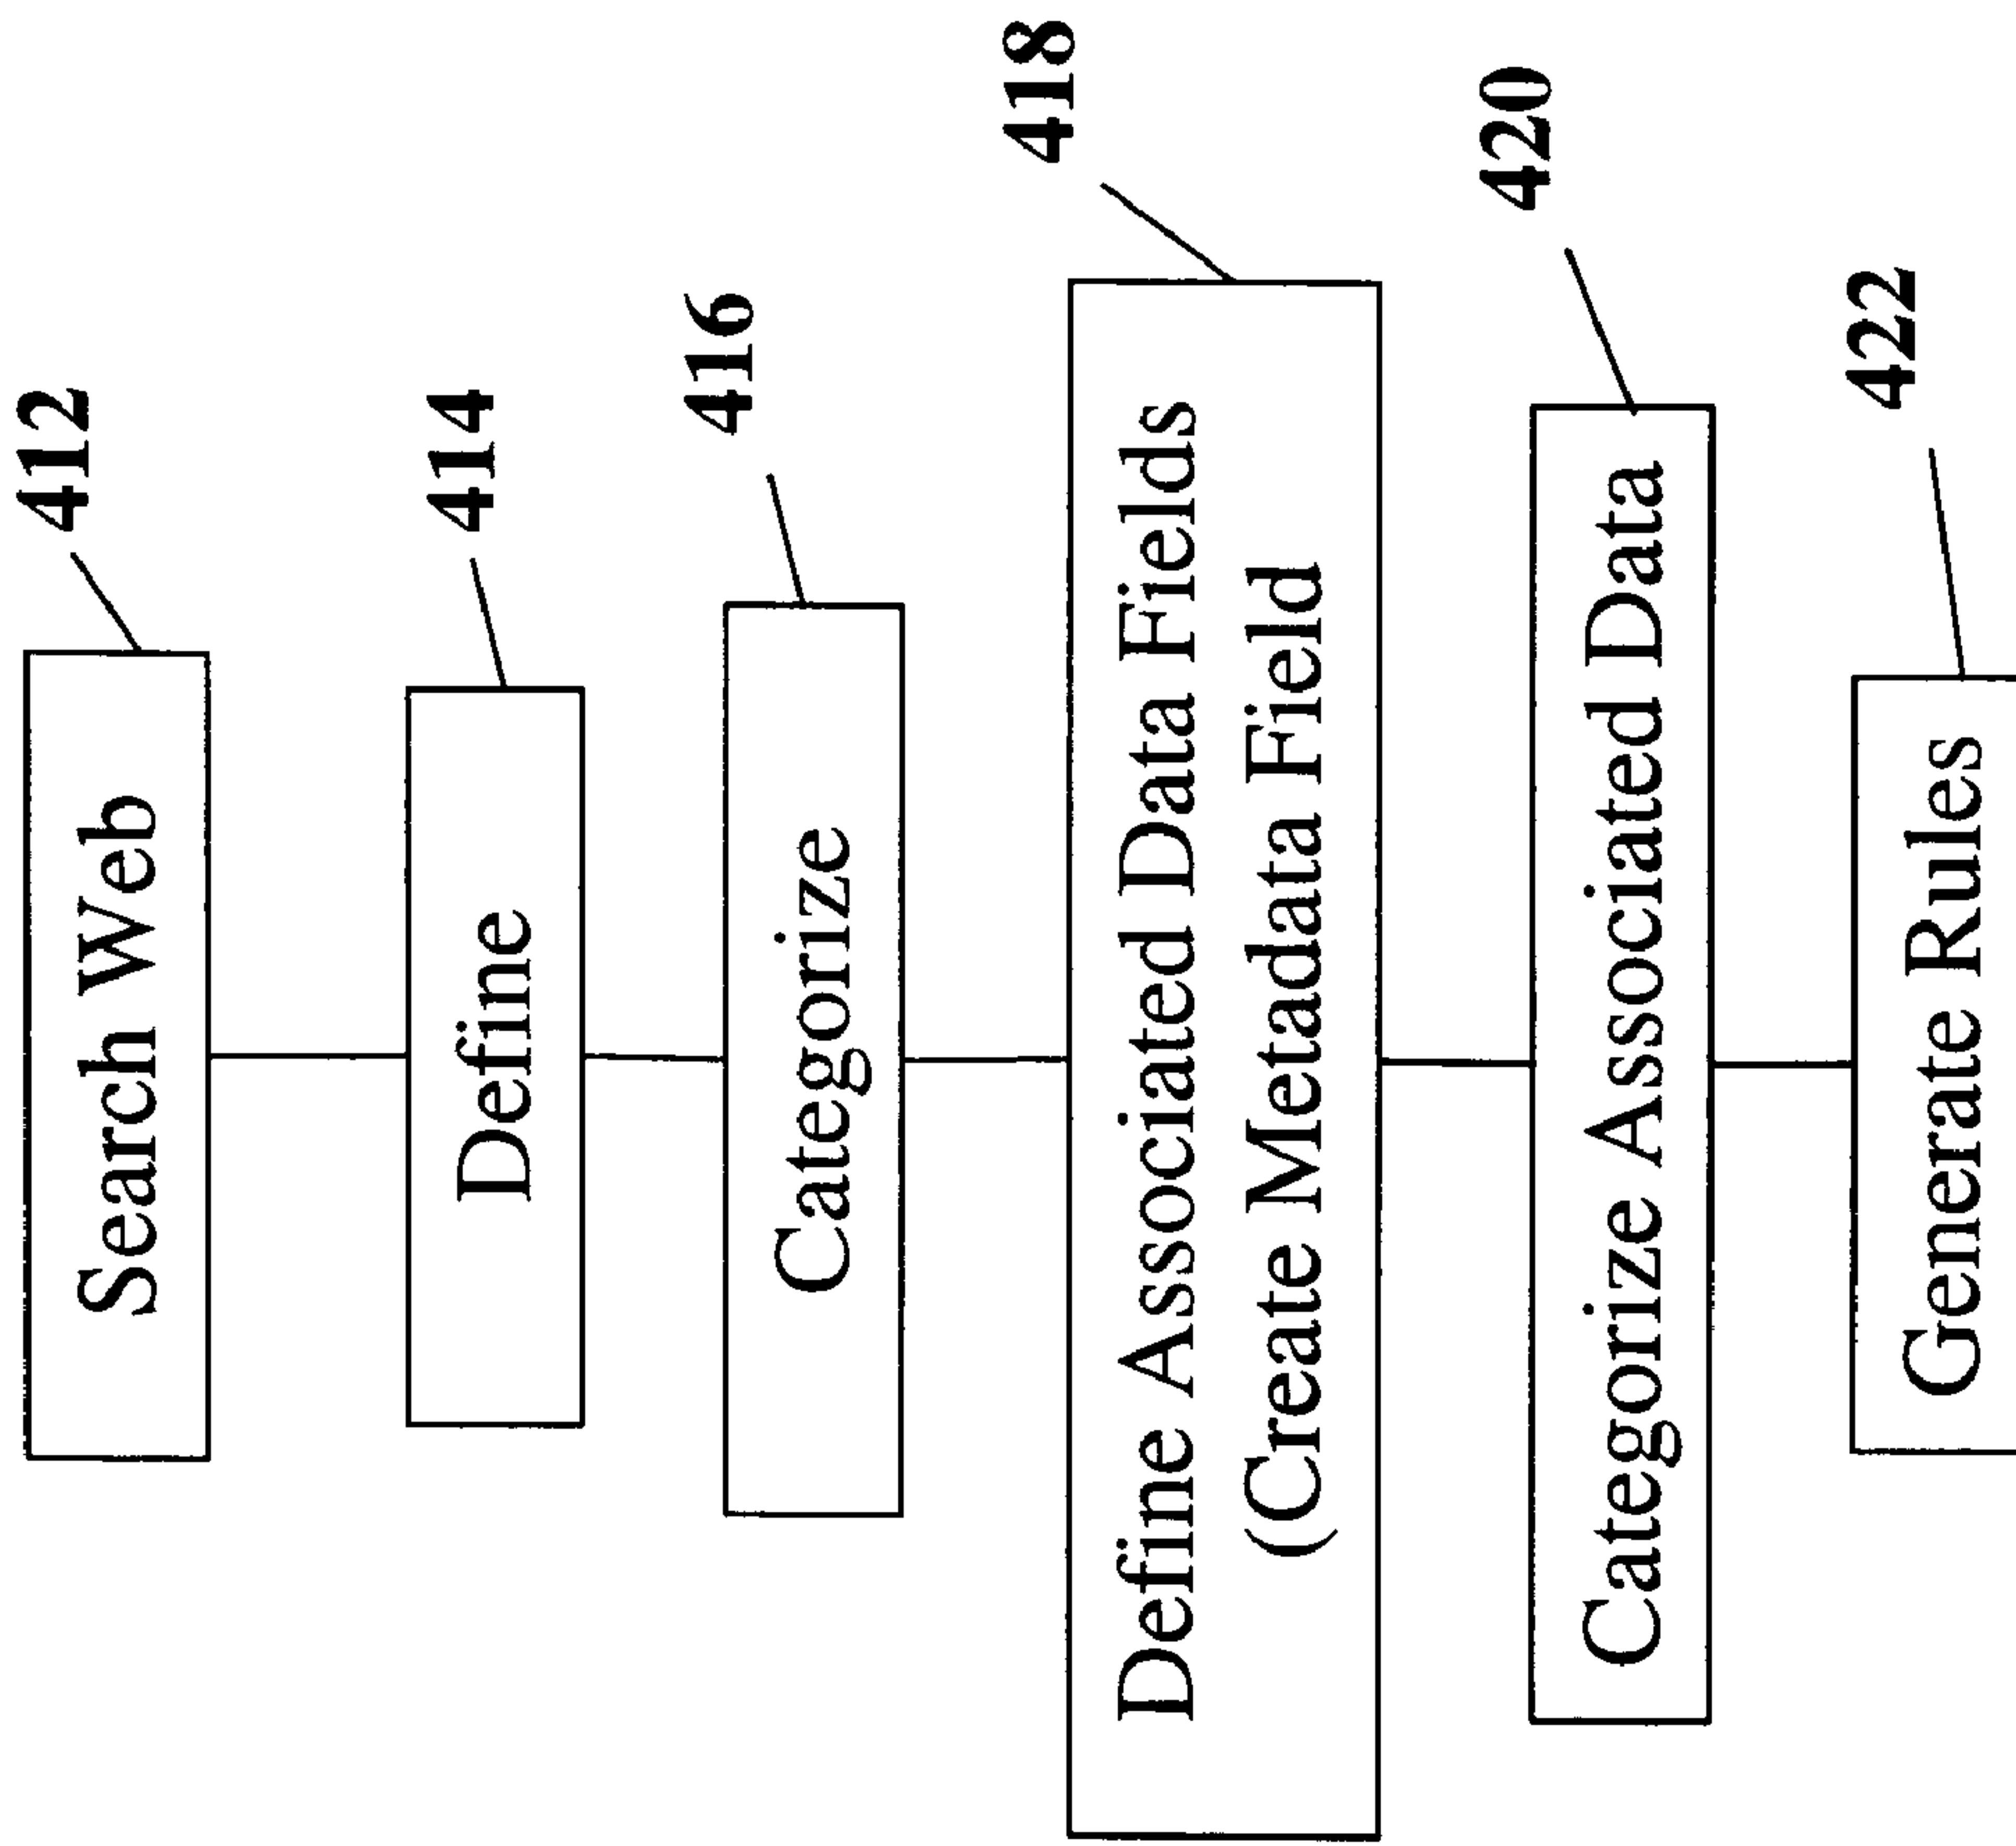 412
Search Web
414
Define
416
Categorize
418
Define Associated Data Fields
(Create Metadata Field
420
Categorize Associated Data
422
Generate Rules